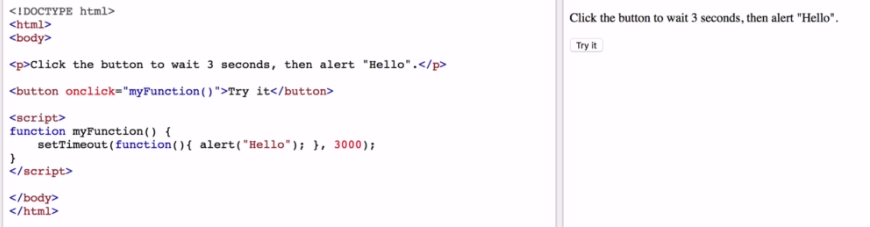 <!DOCTYPE html>
<html>
<body>
<p>Click the button to wait 3 seconds, then alert "Hello".</p>
<button onclick="myFunction()">Try it</button>
<script>
function myFunction() {
    setTimeout(function(){ alert("Hello"); }, 3000);
}
</script>
</body>
</html>
Click the button to wait 3 seconds, then alert "Hello".
Try it